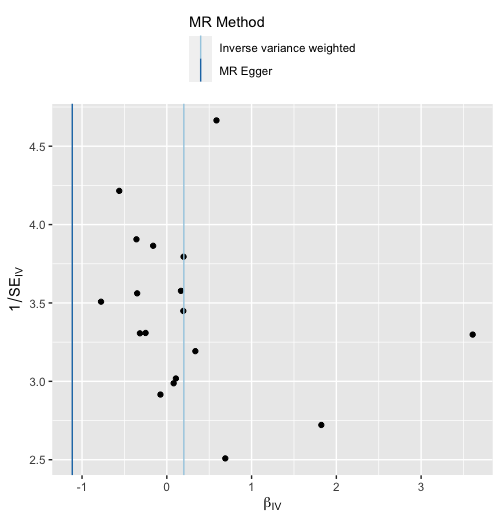 MR Method
Inverse variance weighted
MR Egger
4.5
4.0
3.5
3.0
2.5
1/SE_IV
-1 0 1 2 3
β_IV